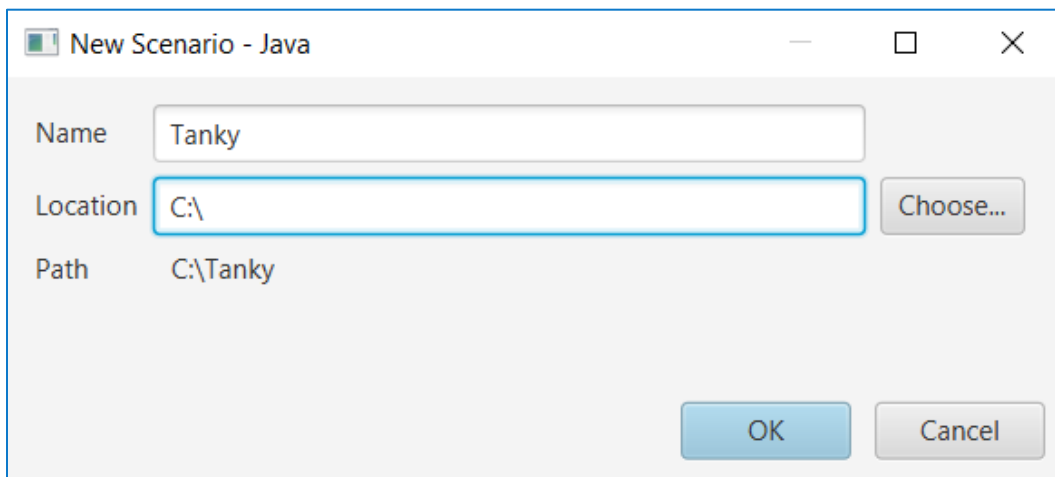 New Scenario - Java
Name Tanky
Location C:\ Choose...
Path C:\Tanky
OK Cancel